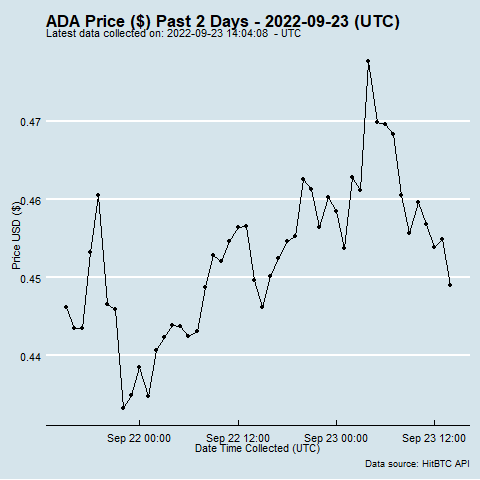 ADA Price ($) Past 2 Days - 2022-09-23 (UTC)
Latest data collected on: 2022-09-23 14:04:08 - UTC
0.47
0.46
0.45
0.44
Price USD ($)
Sep 22 00:00
Sep 22 12:00
Sep 23 00:00
Sep 23 12:00
Date Time Collected (UTC)
Data source: HitBTC API